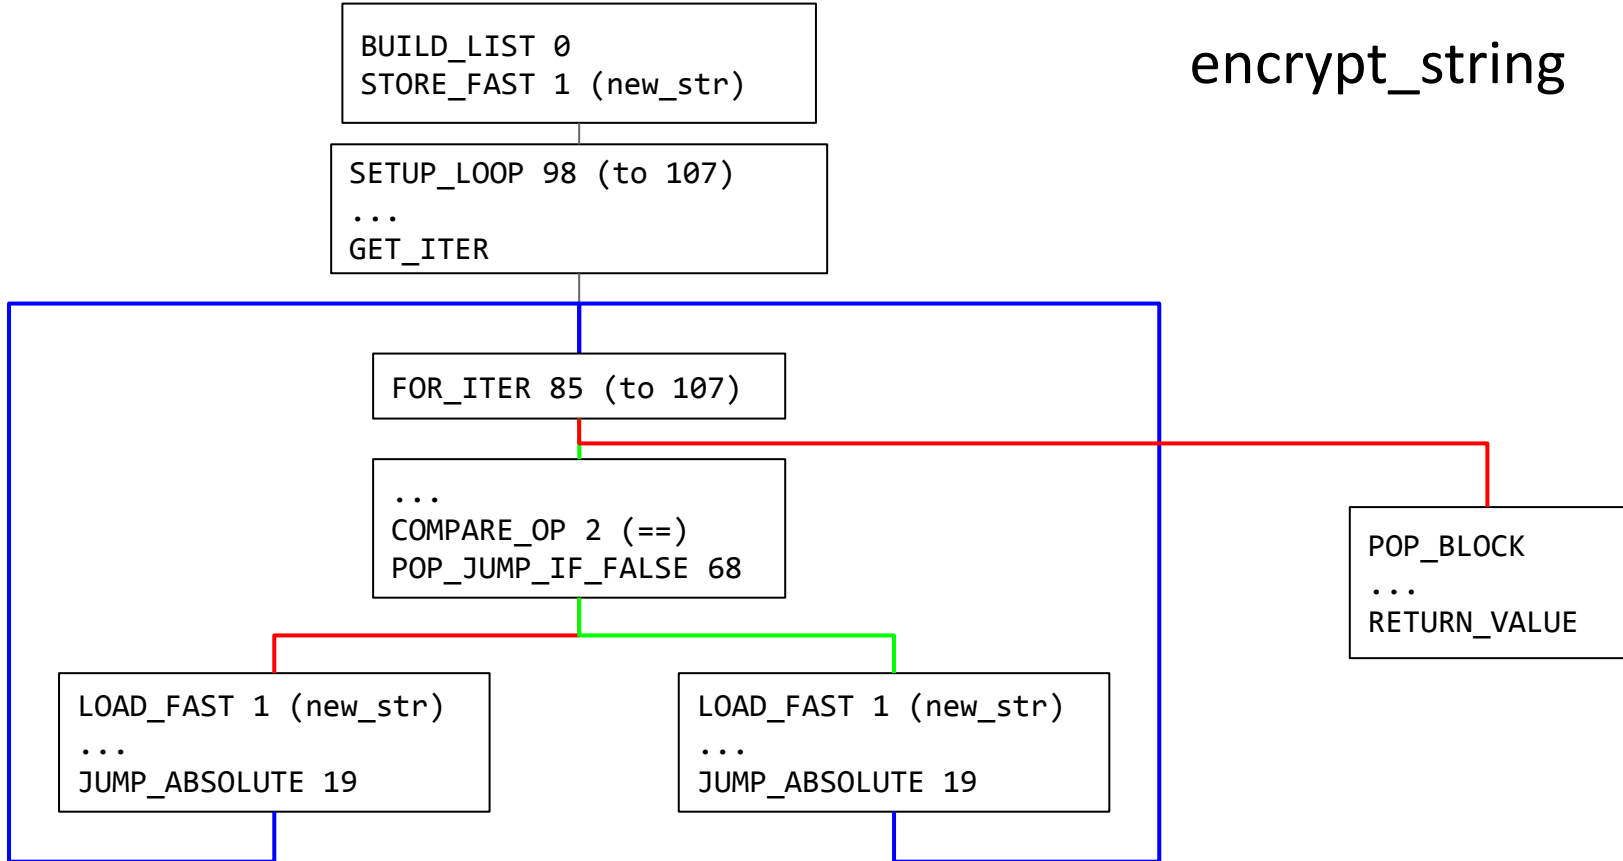 encrypt_string
BUILD_LIST 0
STORE_FAST 1 (new_str)
SETUP_LOOP 98 (to 107)
...
GET_ITER
FOR_ITER 85 (to 107)
...
COMPARE_OP 2 (==)
POP_JUMP_IF_FALSE 68
LOAD_FAST 1 (new_str)
...
JUMP_ABSOLUTE 19
LOAD_FAST 1 (new_str)
...
JUMP_ABSOLUTE 19
POP_BLOCK
...
RETURN_VALUE